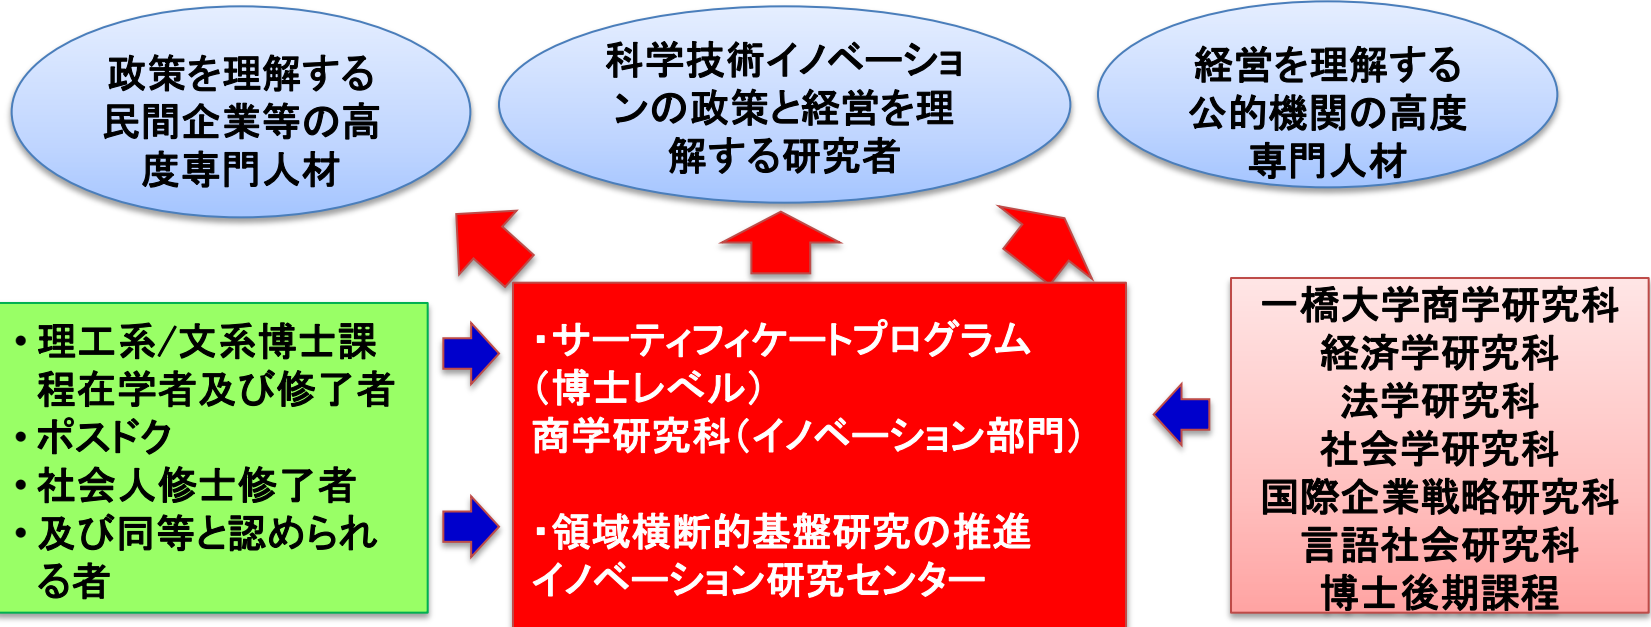 政策を理解する
民間企業等の高
度専門人材
科学技術イノベーショ
ンの政策と経営を理
解する研究者
経営を理解する
公的機関の高度
専門人材
・理工系/文系博士課
程在学者及び修了者
・ポスドク
・社会人修士修了者
・及び同等と認められ
る者
・サーティフィケートプログラム
（博士レベル）
商学研究科（イノベーション部門）
・領域横断的基盤研究の推進
イノベーション研究センター
一橋大学商学研究科
経済学研究科
法学研究科
社会学研究科
国際企業戦略研究科
言語社会研究科
博士後期課程